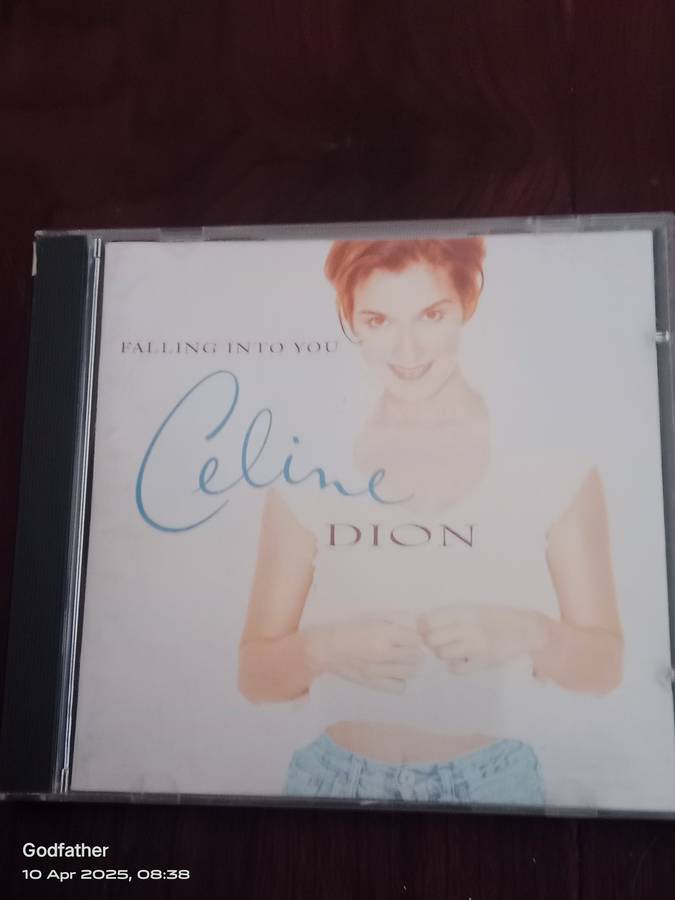 FALLING INTO YOU
Celine
DION
Godfather
10 Apr 2025, 08:38